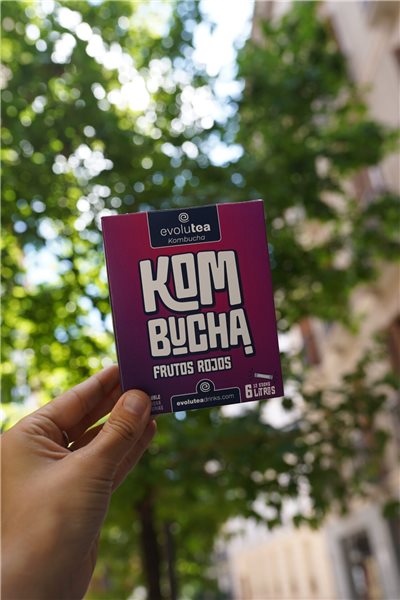 evolutea
Kombucha
KOM
BUCHA
FRUTOS ROJOS
6 LITROS
evoluteadrinks.com